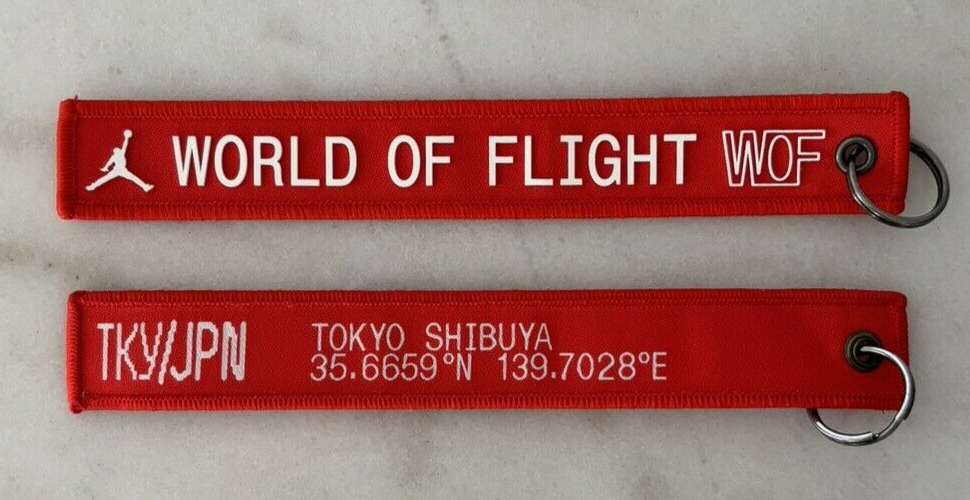 WORLD OF FLIGHT WOF
TKY/JPN
TOKYO SHIBUYA
35.6659°N 139.7028°E